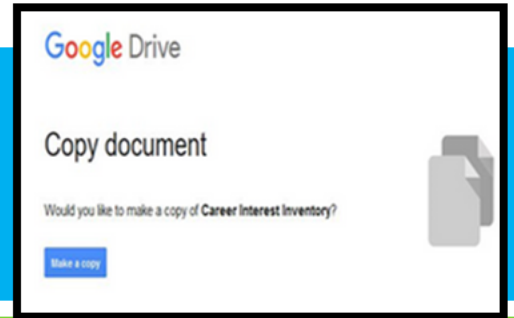 Google Drive
Copy document
Would you like to make a copy of Career Interest Inventory?
Make a copy